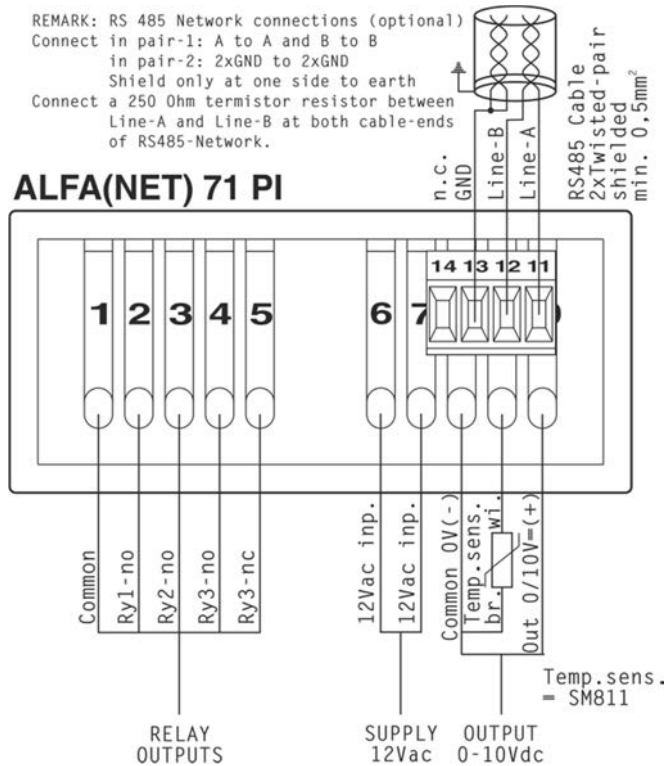 REMARK: RS 485 Network connections (optional)
Connect in pair-1: A to A and B to B
in pair-2: 2xGND to 2xGND
Shield only at one side to earth
Connect a 250 Ohm termistor resistor between
Line-A and Line-B at both cable-ends
of RS485-Network.
ALFA(NET) 71 PI
n.c.
GND
Line-B
Line-A
RS485 Cable
2xTwisted-pair
shielded
min. 0,5mm²
14 13 12 11
1 2 3 4 5 6 7
Common
Ry1-no
Ry2-no
Ry3-no
Ry3-nc
12Vac inp.
12Vac inp.
Common 0V(-)
Temp.sens.
br.
wi.
Out 0/10V=(+)
Temp.sens.
= SM811
RELAY
OUTPUTS
SUPPLY
12Vac
OUTPUT
0-10Vdc